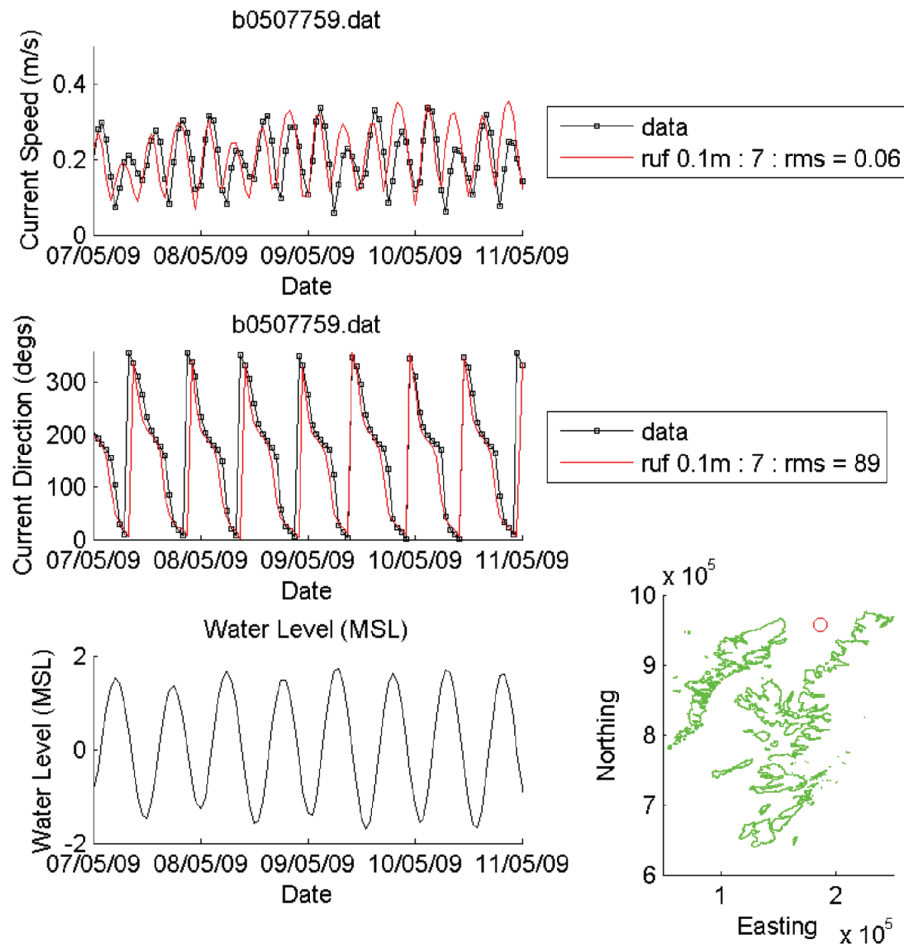 b0507759.dat
Current Speed (m/s)
0.4
0.2
0
07/05/09 08/05/09 09/05/09 10/05/09 11/05/09
Date
data
ruf 0.1m : 7 : rms = 0.06
b0507759.dat
Current Direction (degs)
300
200
100
0
07/05/09 08/05/09 09/05/09 10/05/09 11/05/09
Date
data
ruf 0.1m : 7 : rms = 89
Water Level (MSL)
Water Level (MSL)
2
0
-2
07/05/09 08/05/09 09/05/09 10/05/09 11/05/09
Date
x 10⁵
10
9
8
7
6
Northing
1 2
Easting x 10⁵